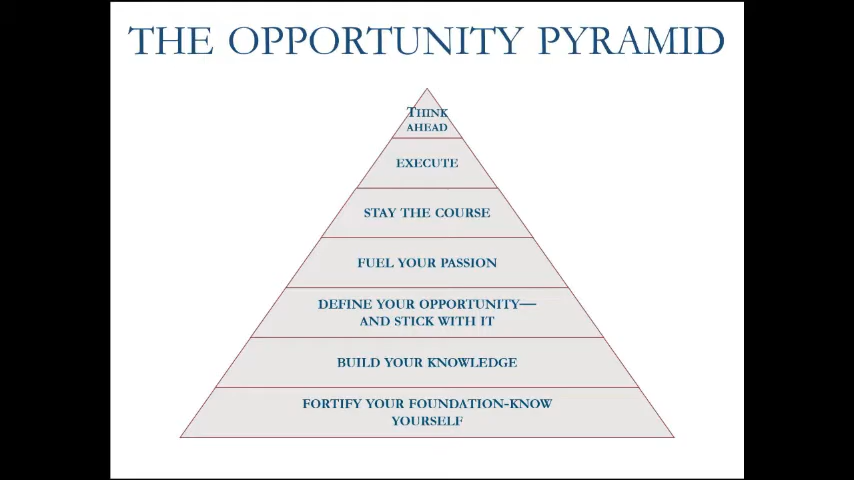 THE OPPORTUNITY PYRAMID
THINK
AHEAD
EXECUTE
STAY THE COURSE
FUEL YOUR PASSION
DEFINE YOUR OPPORTUNITY—
AND STICK WITH IT
BUILD YOUR KNOWLEDGE
FORTIFY YOUR FOUNDATION-KNOW
YOURSELF